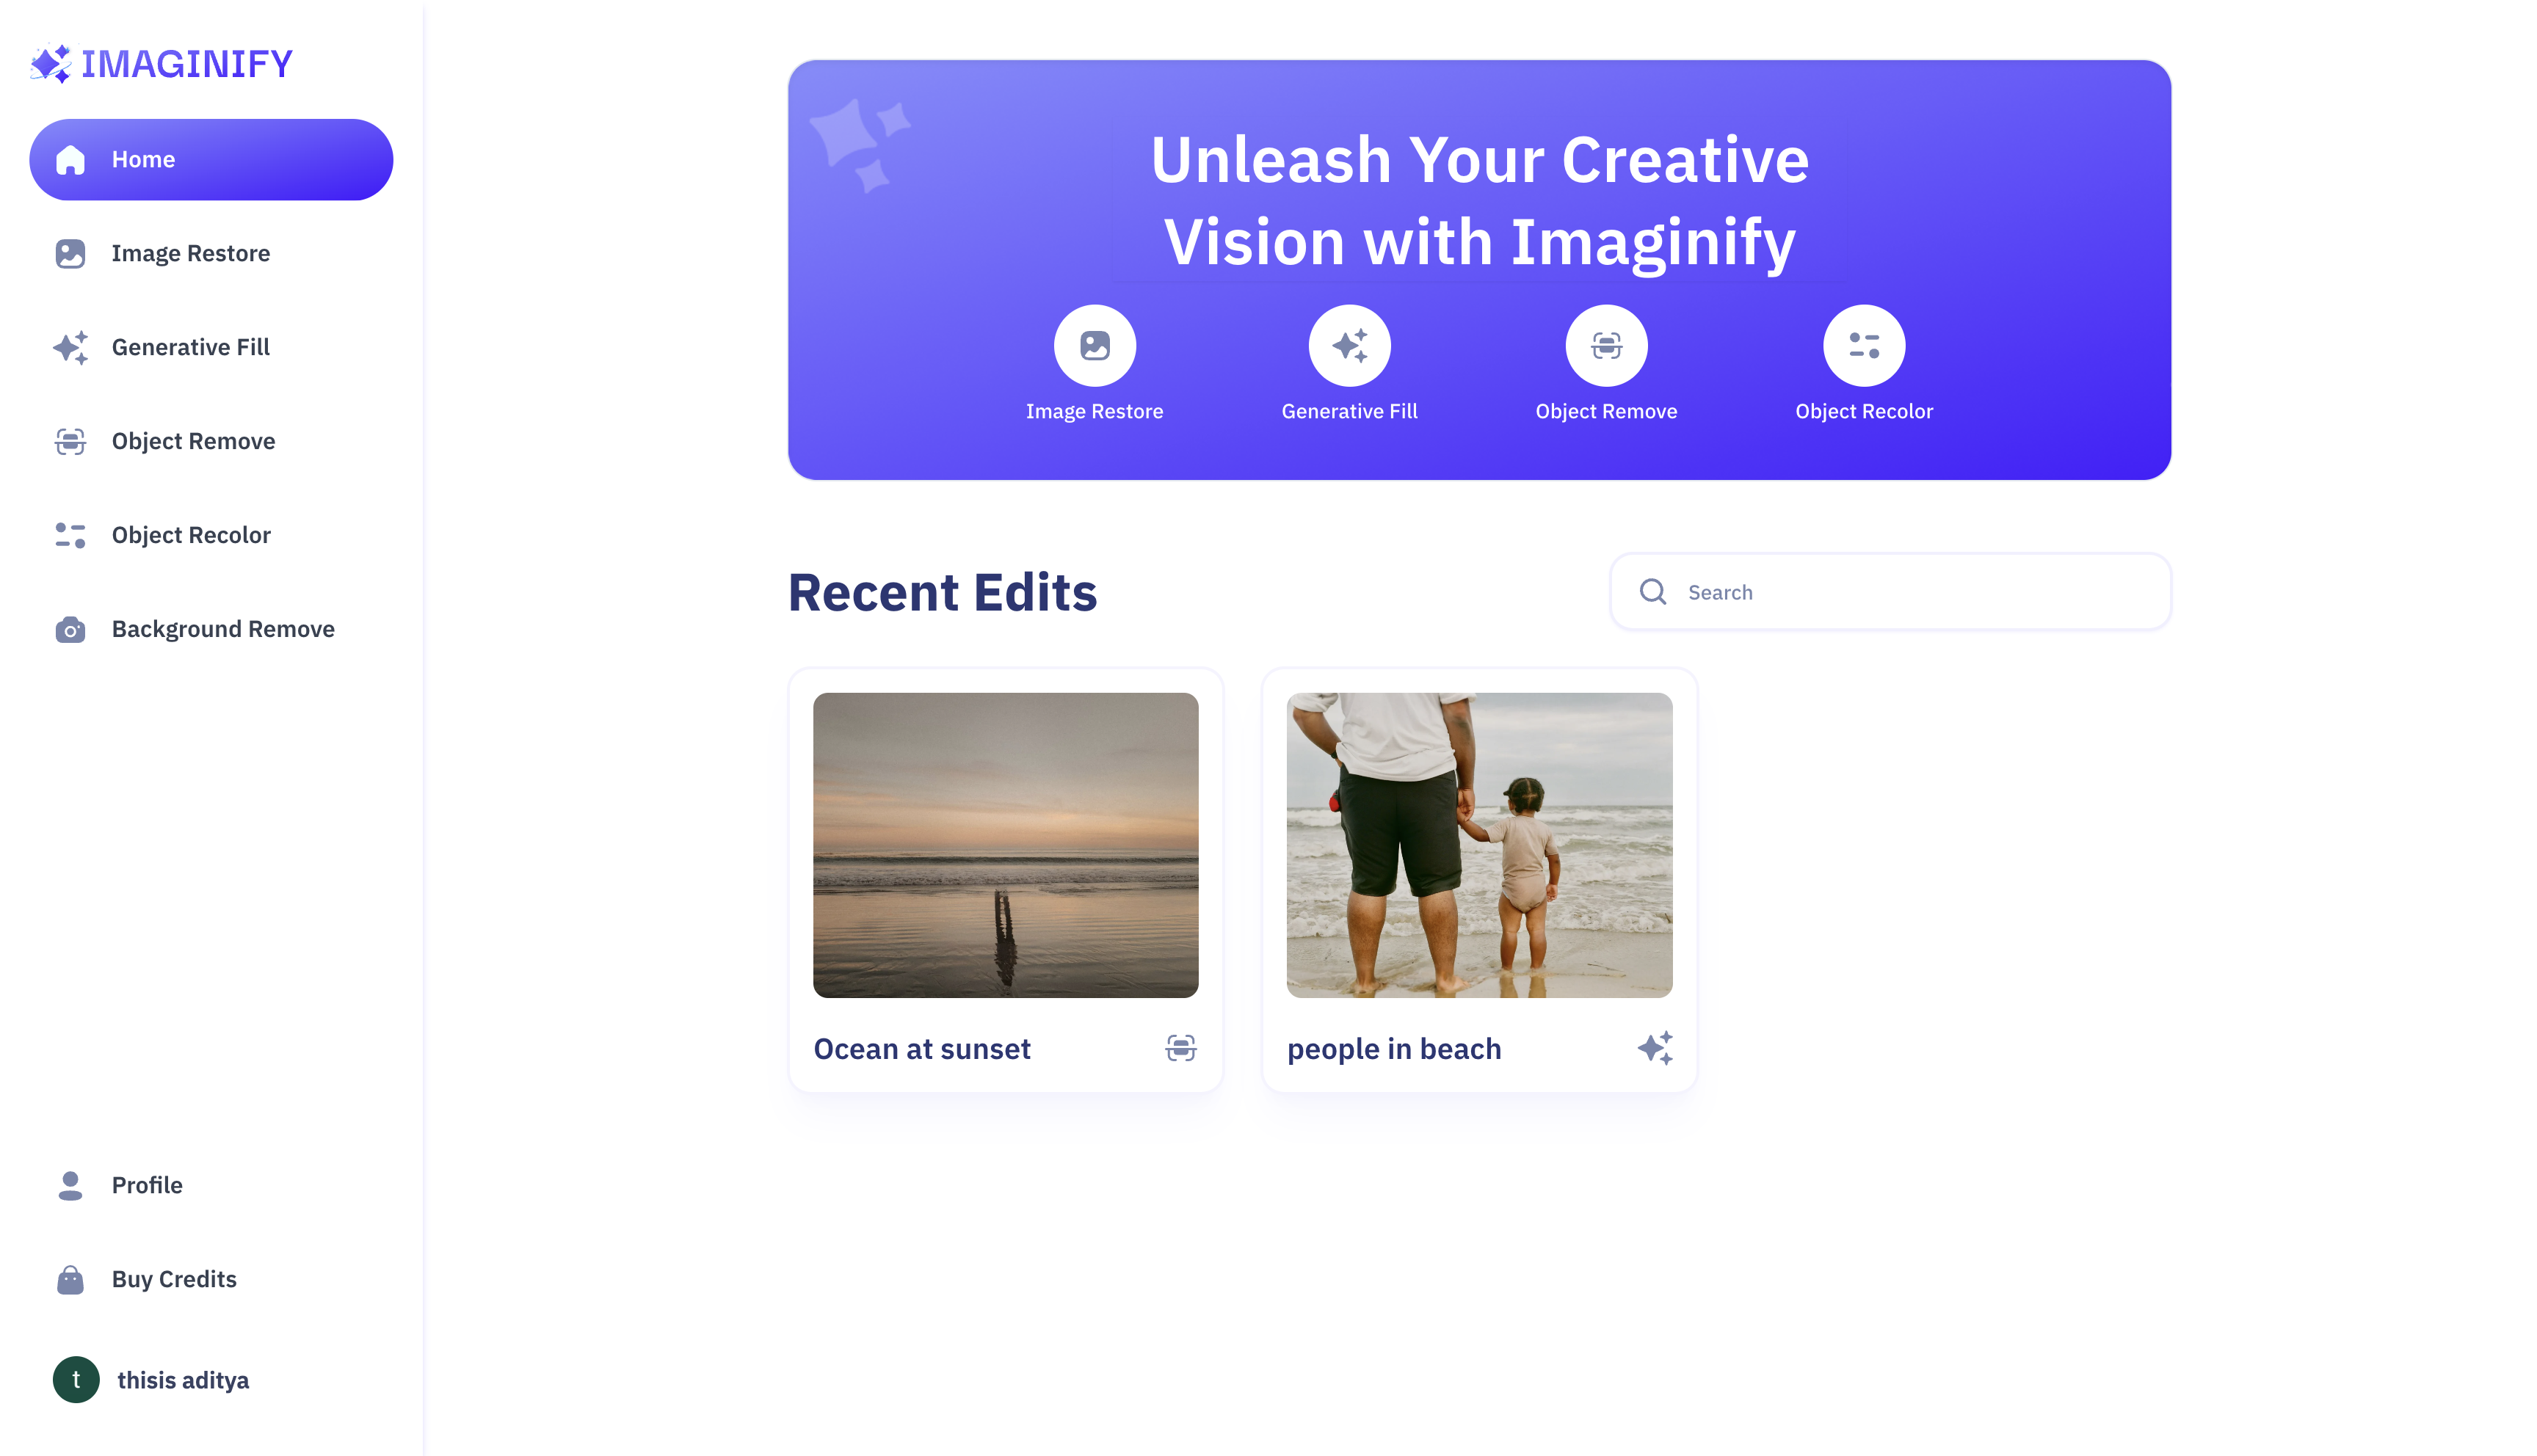 IMAGINIFY
Home
Image Restore
Generative Fill
Object Remove
Object Recolor
Background Remove
Profile
Buy Credits
t
thisis aditya
Unleash Your Creative
Vision with Imaginify
Image Restore
Generative Fill
Object Remove
Object Recolor
Recent Edits
Search
Ocean at sunset
people in beach